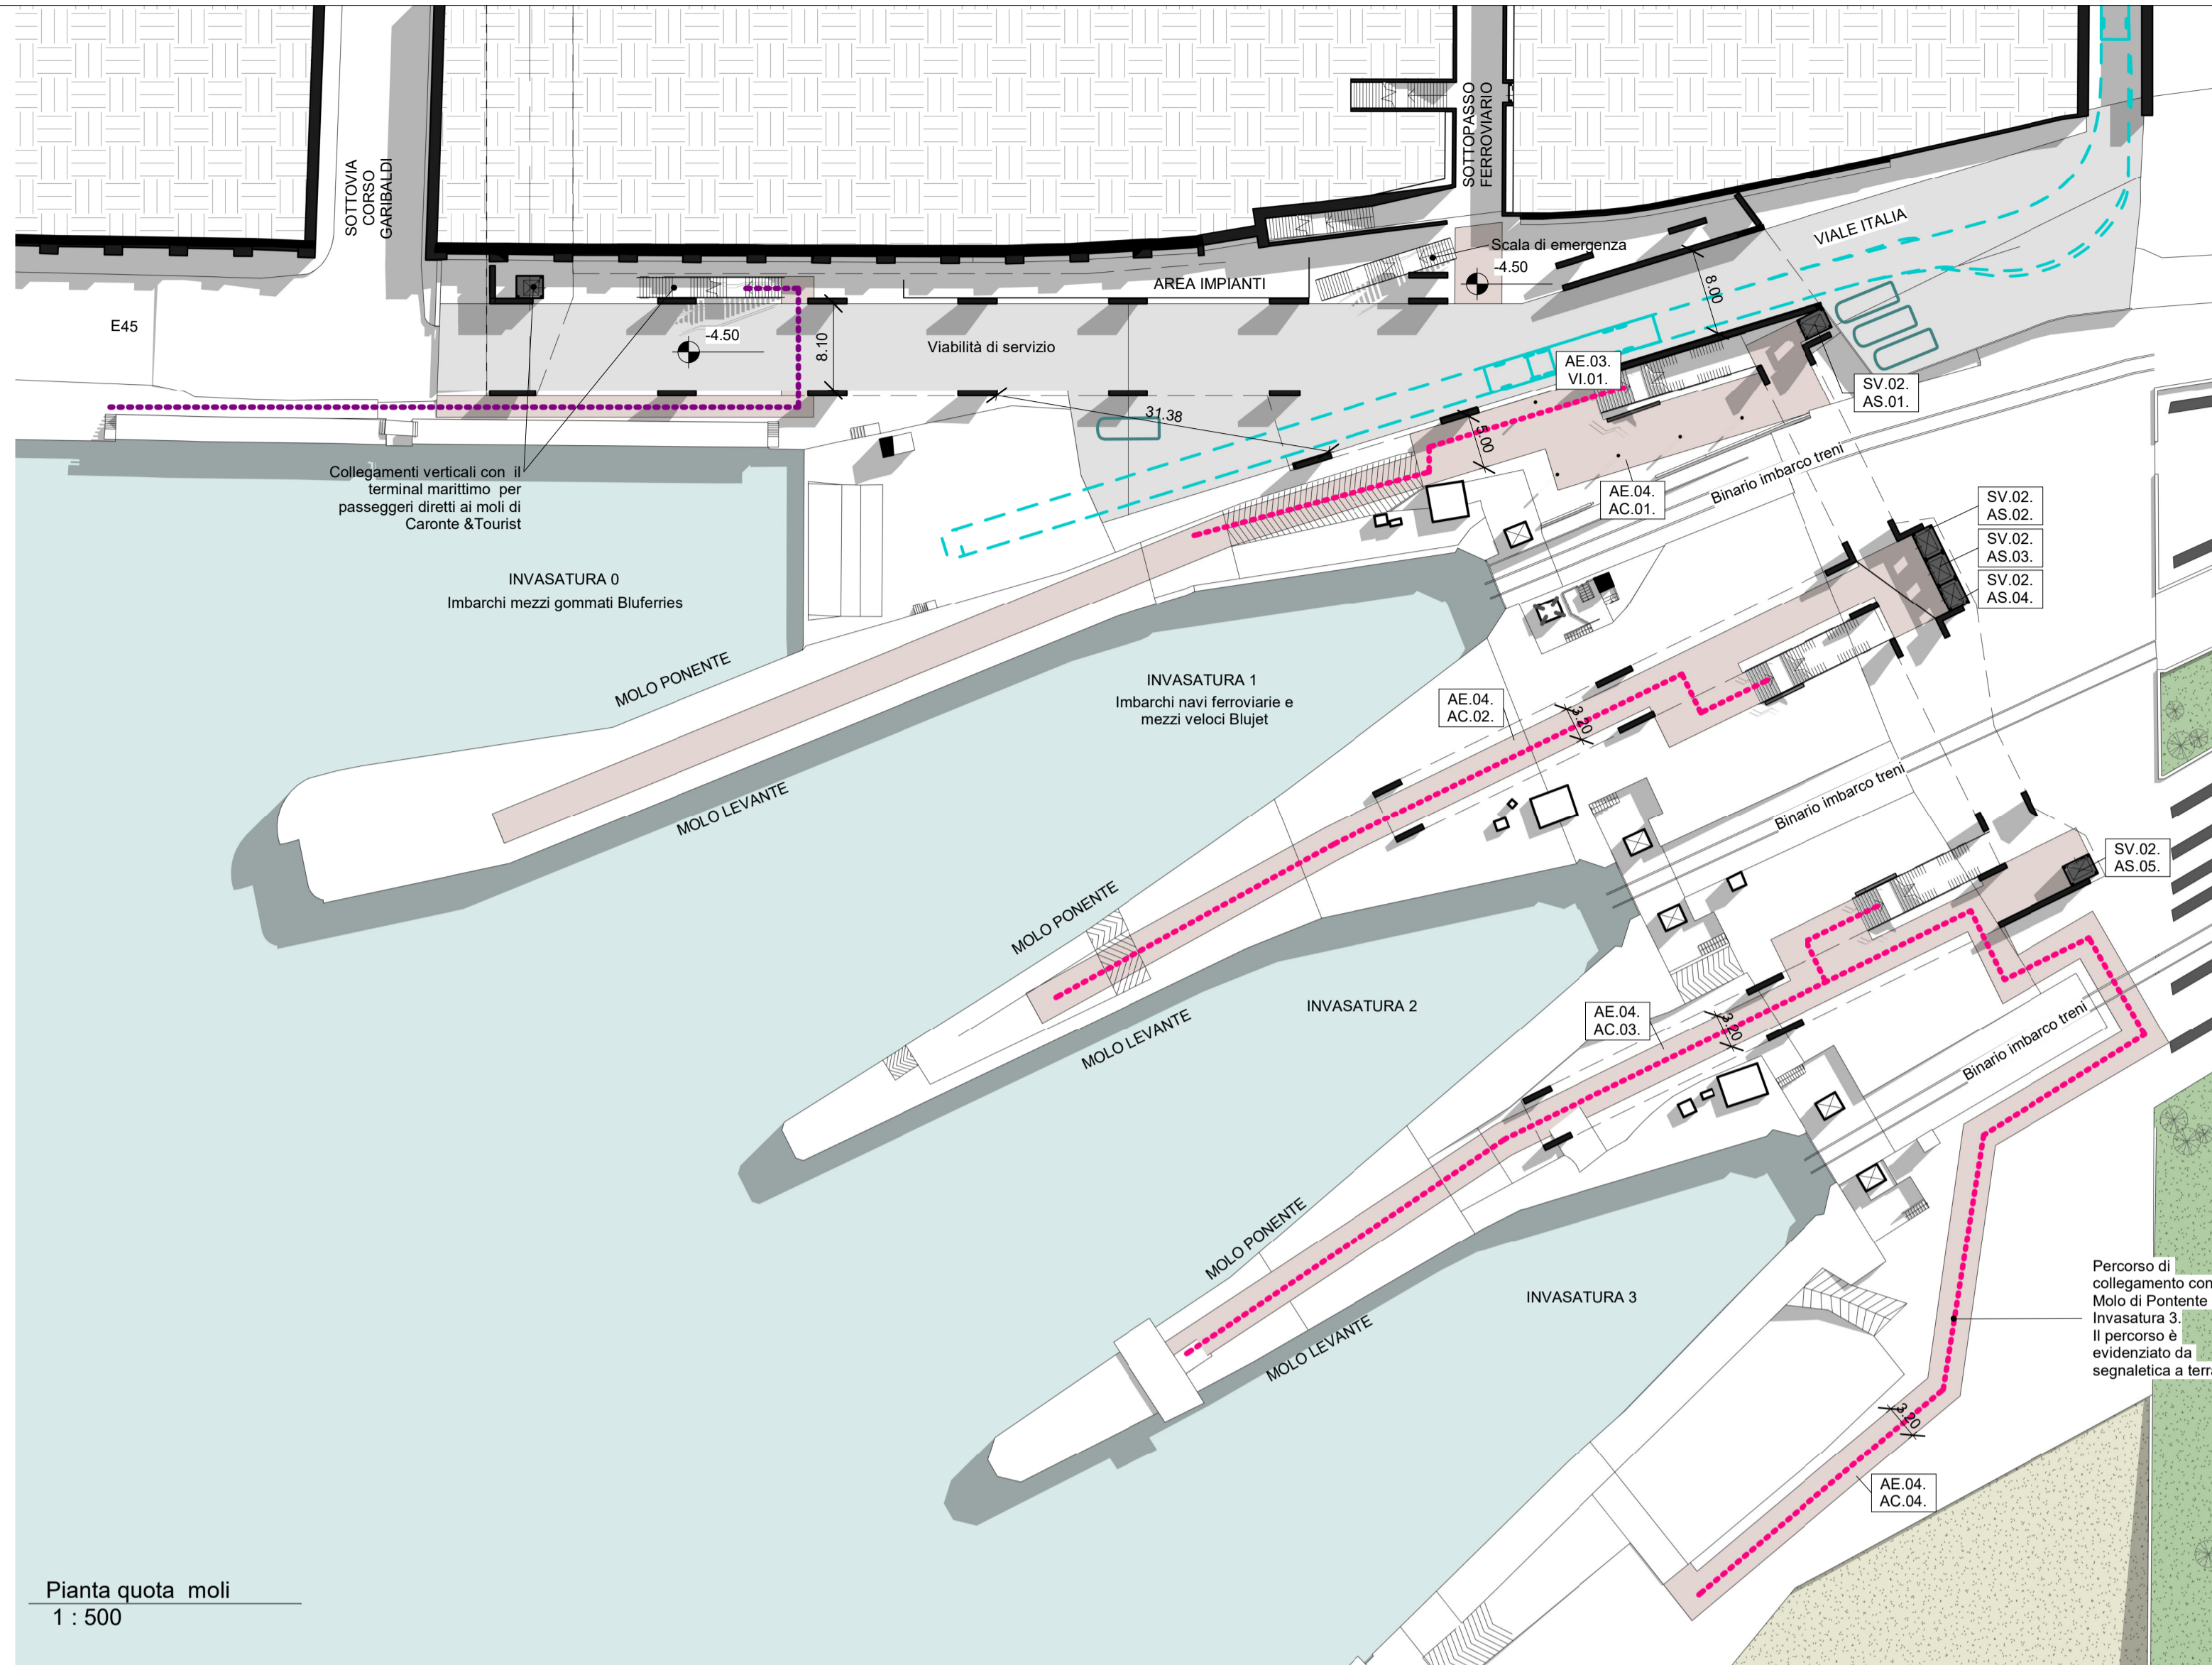 SOTTOVIA
CORSO
GARIBALDI
SOTTOPASSO
FERROVIARIO
Scala di emergenza
-4.50
VIALE ITALIA
AREA IMPIANTI
8.00
E45
-4.50
8.10
Viabilità di servizio
AE.03.
VI.01.
SV.02.
AS.01.
31.38
5.00
Collegamenti verticali con il
terminal marittimo per
passeggeri diretti ai moli di
Caronte &Tourist
AE.04.
AC.01.
Binario imbarco treni
SV.02.
AS.02.
SV.02.
AS.03.
SV.02.
AS.04.
INVASATURA 0
Imbarchi mezzi gommati Bluferries
MOLO PONENTE
INVASATURA 1
Imbarchi navi ferroviarie e
mezzi veloci Blujet
AE.04.
AC.02.
3.20
MOLO LEVANTE
Binario imbarco treni
SV.02.
AS.05.
MOLO PONENTE
INVASATURA 2
AE.04.
AC.03.
3.20
MOLO LEVANTE
Binario imbarco treni
MOLO PONENTE
INVASATURA 3
MOLO LEVANTE
Percorso di
collegamento con
Molo di Pontente
Invasatura 3.
Il percorso è
evidenziato da
segnaletica a terra
3.20
AE.04.
AC.04.
Pianta quota moli
1 : 500